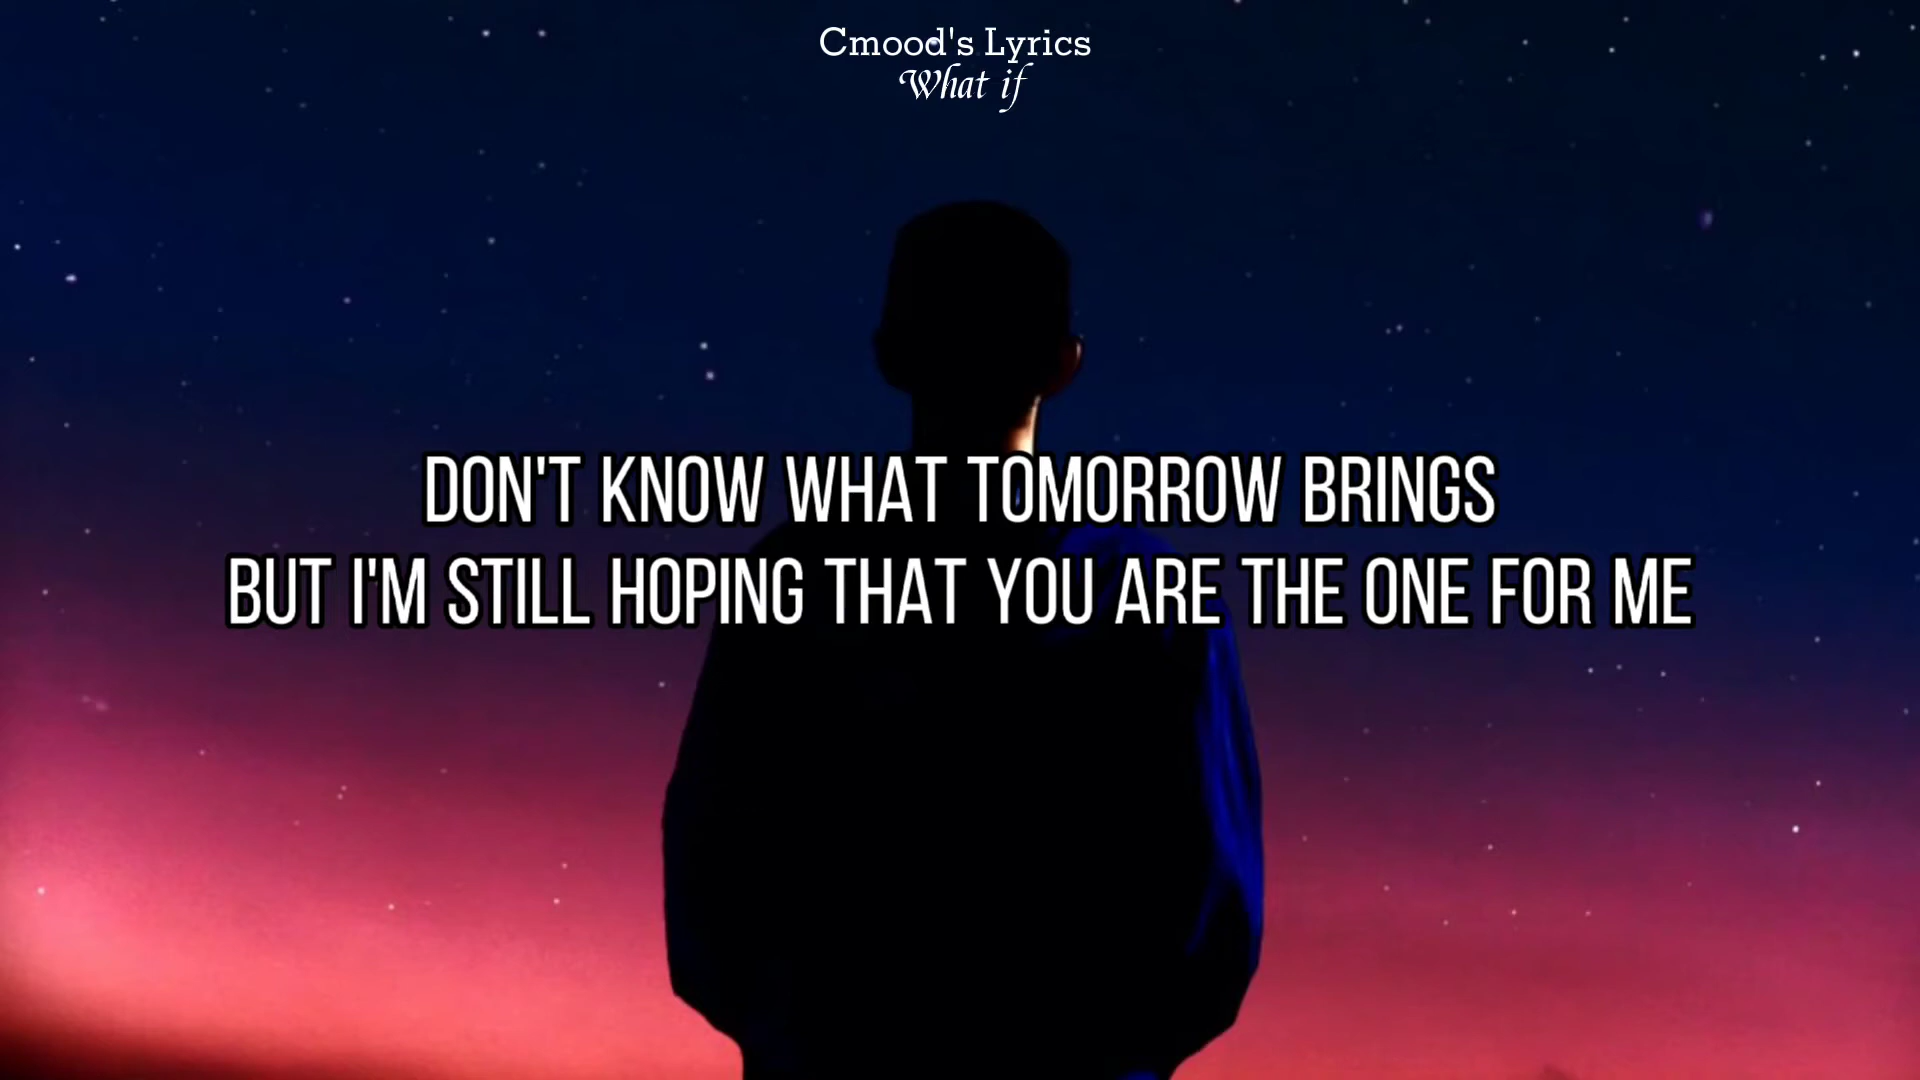 Cmood's Lyrics
What if
DON'T KNOW WHAT TOMORROW BRINGS
BUT I'M STILL HOPING THAT YOU ARE THE ONE FOR ME